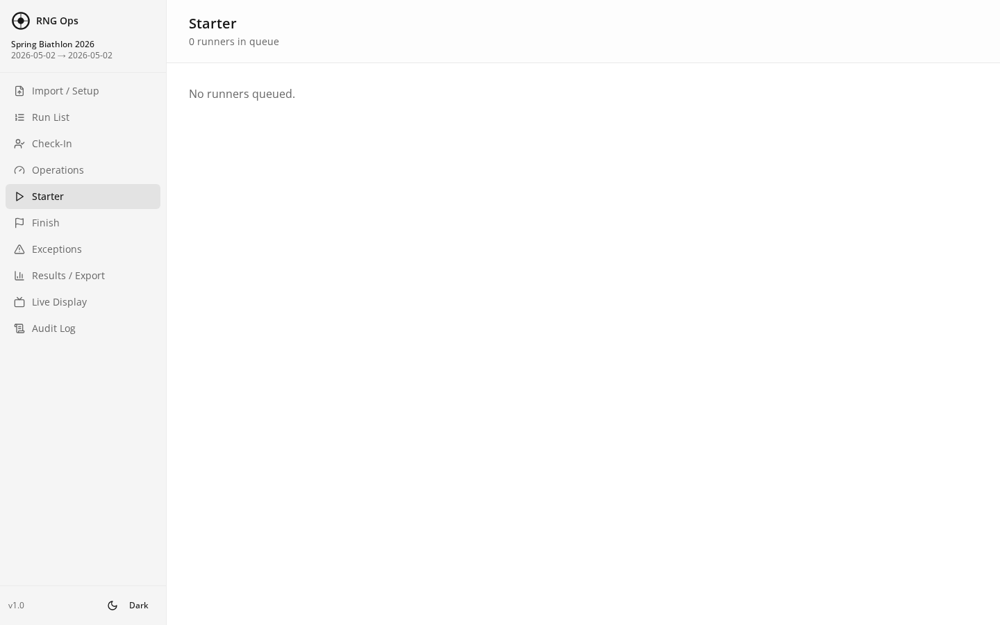 RNG Ops
Spring Biathlon 2026
2026-05-02 → 2026-05-02
Import / Setup
Run List
Check-In
Operations
Starter
Finish
Exceptions
Results / Export
Live Display
Audit Log
v1.0
Dark
Starter
0 runners in queue
No runners queued.